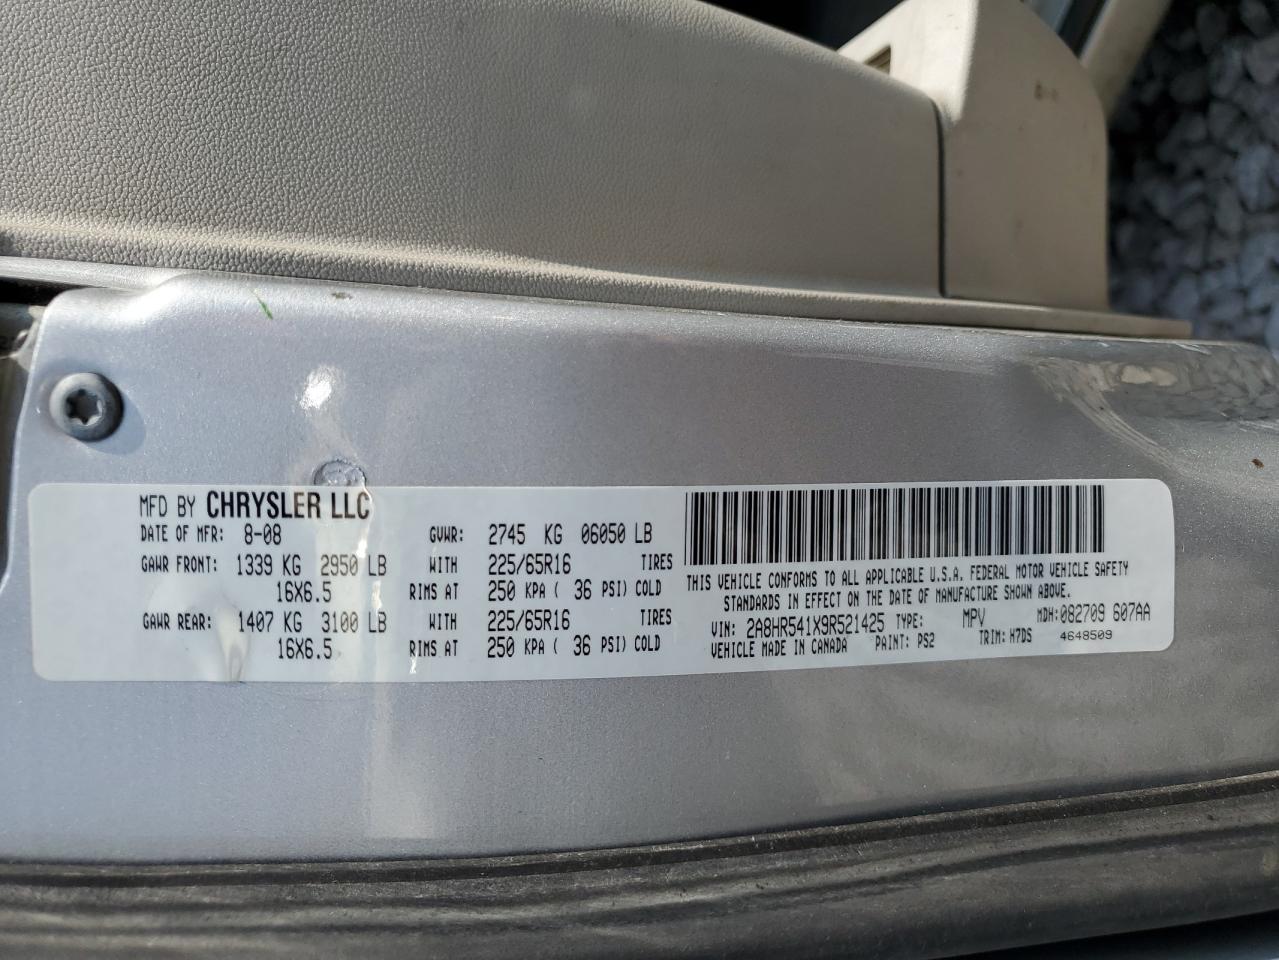 MFD BY CHRYSLER LLC
DATE OF MFR: 8-08 GVWR: 2745 KG 06050 LB
GAWR FRONT: 1339 KG 2950 LB WITH 225/65R16 TIRES
16X6.5 RIMS AT 250 KPA ( 36 PSI) COLD
GAWR REAR: 1407 KG 3100 LB WITH 225/65R16 TIRES
16X6.5 RIMS AT 250 KPA ( 36 PSI) COLD
THIS VEHICLE CONFORMS TO ALL APPLICABLE U.S.A. FEDERAL MOTOR VEHICLE SAFETY
STANDARDS IN EFFECT ON THE DATE OF MANUFACTURE SHOWN ABOVE.
VIN: 2A8HR541X9R521425 TYPE: MPV MDH:082709 607AA
VEHICLE MADE IN CANADA PAINT: PS2 TRIM: H7DS 4648509